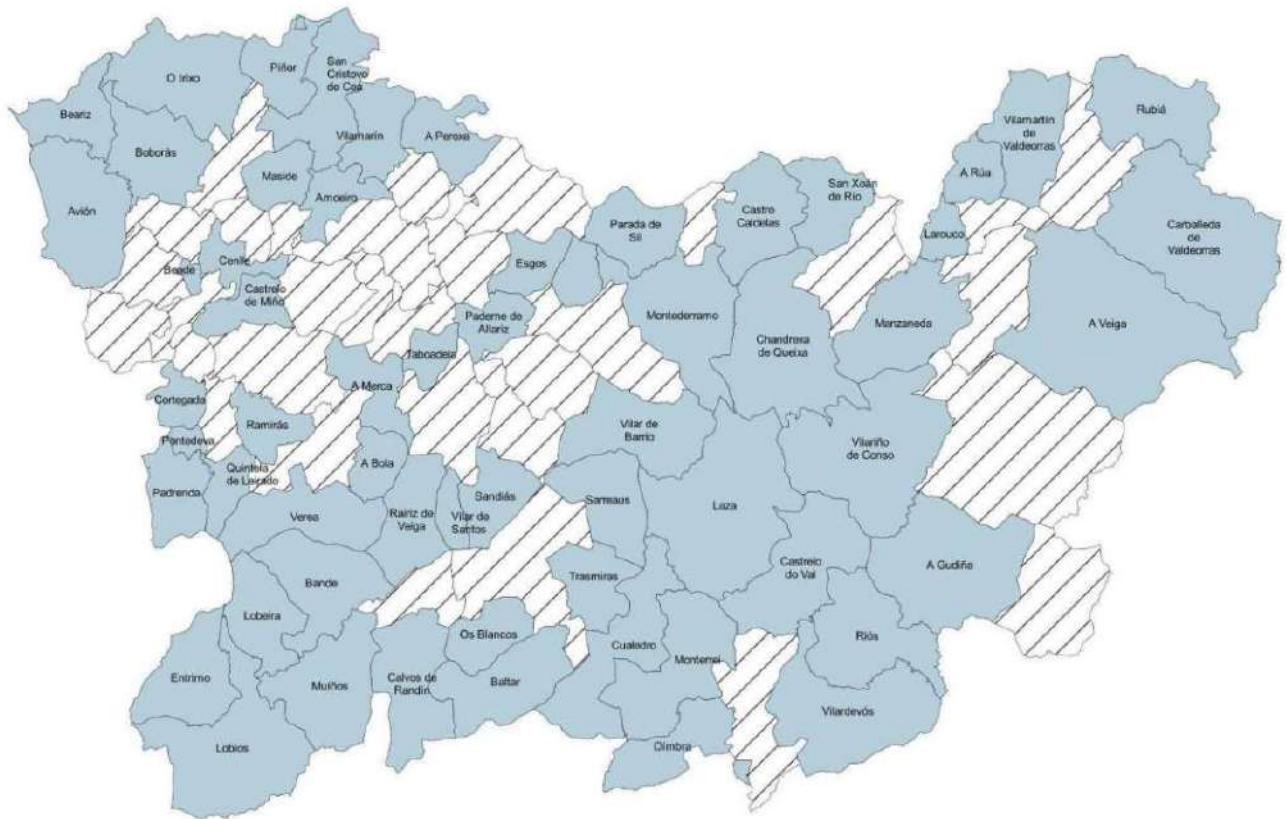 Piñor
San
Cristovo
de Cea
O Irixo
Beariz
Vilamarín
A Peroxa
Boborás
Maside
Amoeiro
Avión
Rubiá
Vilamartín
de
Valdeorras
A Rúa
San Xoán
de Río
Castro
Caldelas
Parada de
Sil
Larouco
Carballeda
de
Valdeorras
Cenlle
Beade
Castrelo
de Miño
Esgos
Paderne de
Allariz
Montederramo
Chandrexa
de Queixa
Manzaneda
A Veiga
Taboadela
A Merca
Cortegada
Ramirás
Pontedeva
Vilar de
Barrio
Vilariño
de Conso
A Bola
Quintela
de Leirado
Padrenda
Verea
Rairiz de
Veiga
Vilar de
Santos
Sandiás
Sarreaus
Laza
Castrelo
do Val
A Gudiña
Trasmiras
Bande
Lobeira
Os Blancos
Cualedro
Monterrei
Riós
Entrimo
Muíños
Calvos de
Randín
Baltar
Vilardevós
Lobios
Oímbra